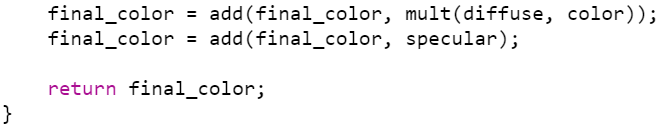 final_color = add(final_color, mult(diffuse, color));
    final_color = add(final_color, specular);

    return final_color;
}